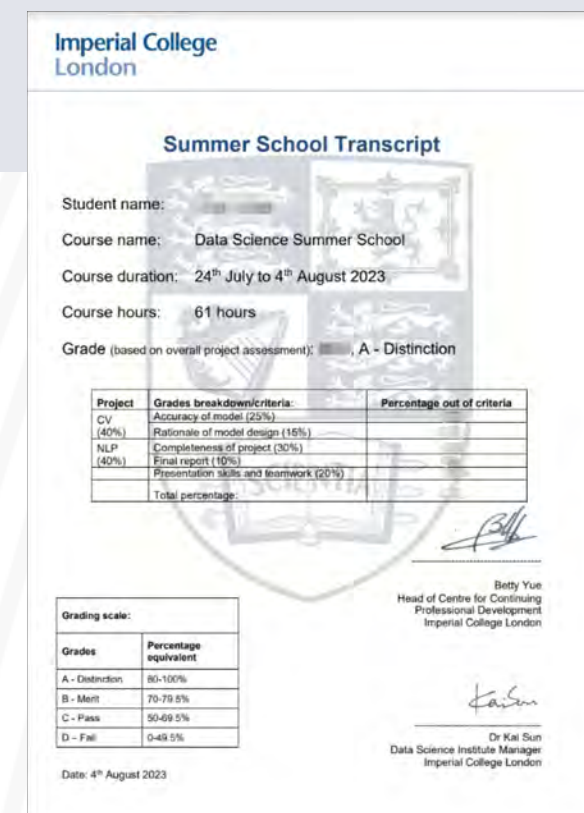 Imperial College
London
Summer School Transcript
Student name:
Course name: Data Science Summer School
Course duration: 24th July to 4th August 2023
Course hours: 61 hours
Grade (based on overall project assessment): , A - Distinction
Project Grades breakdown/criteria: Percentage out of criteria
CV Accuracy of model (25%)
(40%) Rationale of model design (15%)
NLP Completeness of project (30%)
(40%) Final report (10%)
Presentation skills and teamwork (20%)
Total percentage:
SCIENTIA
Betty Yue
Head of Centre for Continuing
Professional Development
Imperial College London
Grading scale:
Grades Percentage equivalent
A - Distinction 80-100%
B - Merit 70-79.5%
C - Pass 50-69.5%
D - Fail 0-49.5%
Dr Kai Sun
Data Science Institute Manager
Imperial College London
Date: 4th August 2023